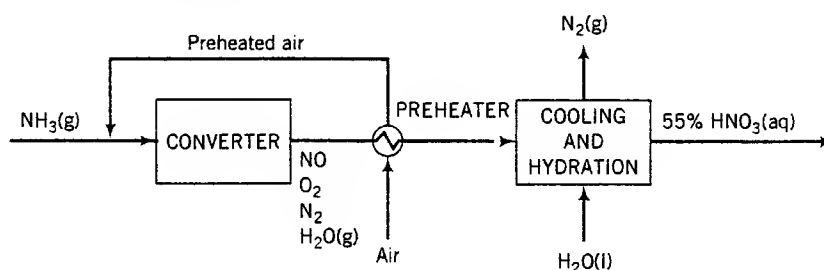 N₂(g)
Preheated air
NH₃(g)
CONVERTER
NO
O₂
N₂
H₂O(g)
PREHEATER
Air
COOLING
AND
HYDRATION
55% HNO₃(aq)
H₂O(l)